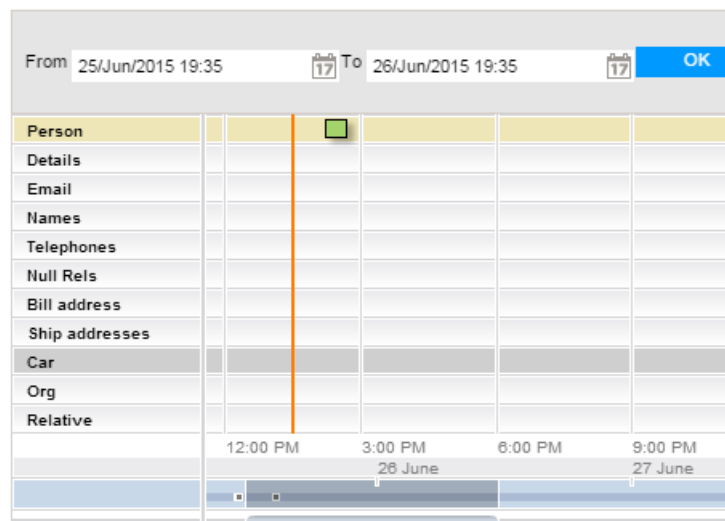 From 25/Jun/2015 19:35 17 To 26/Jun/2015 19:35 17 OK
Person
Details
Email
Names
Telephones
Null Rels
Bill address
Ship addresses
Car
Org
Relative
12:00 PM 3:00 PM 6:00 PM 9:00 PM
26 June 27 June